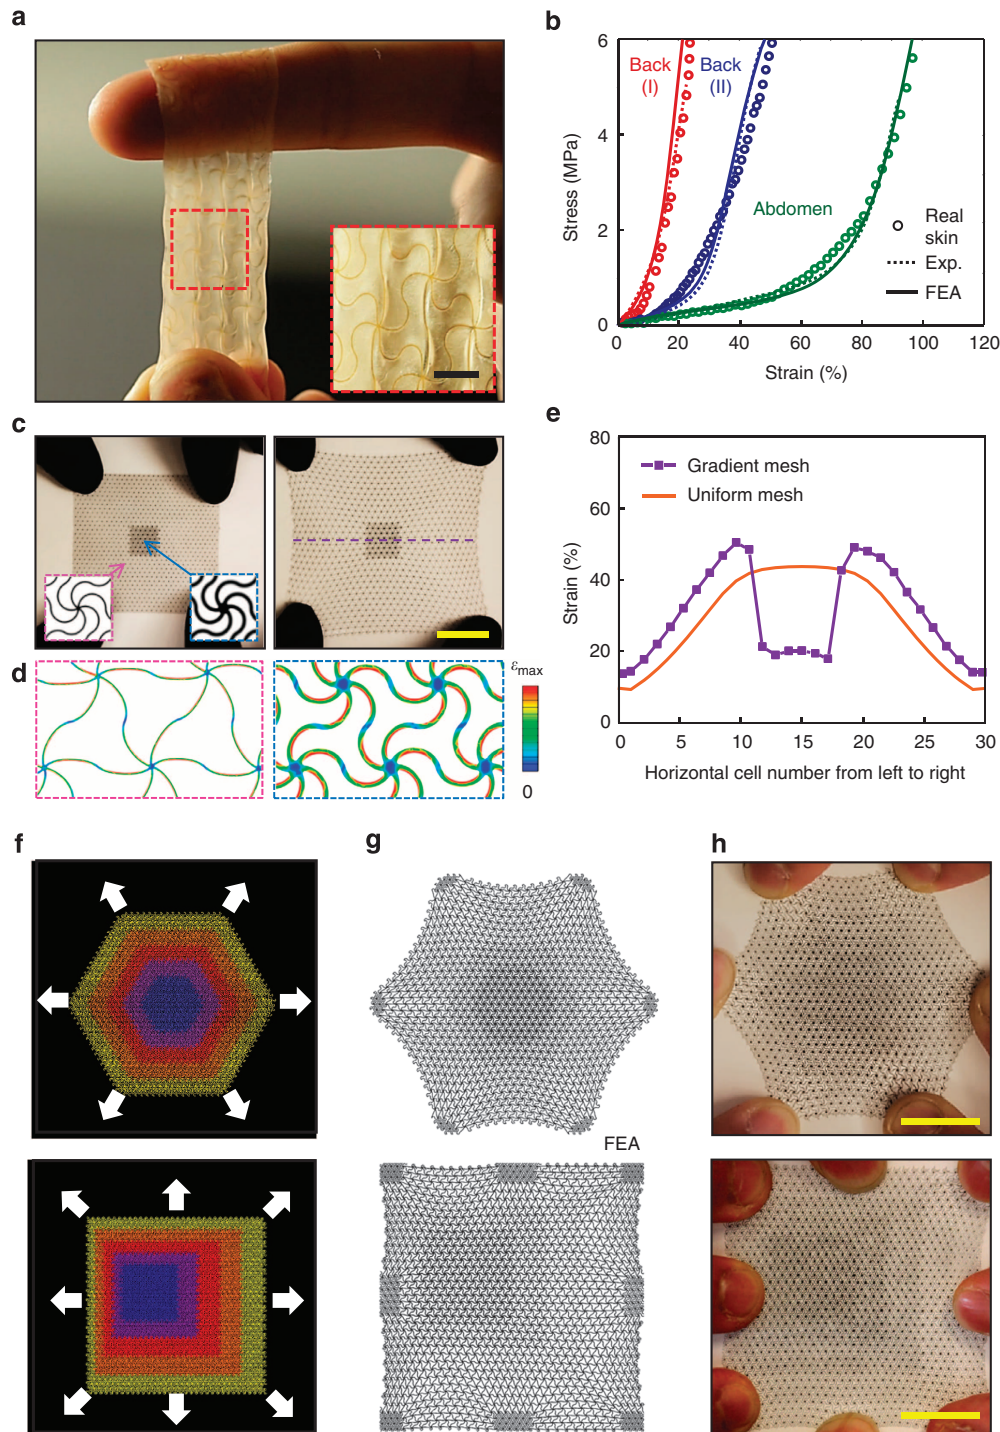 a
b
6
4
2
0
Stress (MPa)
Back
(I)
Back
(II)
Abdomen
Real
skin
Exp.
FEA
0
20
40
60
80
100
120
Strain (%)
c
d
εmax
0
e
80
60
40
20
0
Strain (%)
Gradient mesh
Uniform mesh
0
5
10
15
20
25
30
Horizontal cell number from left to right
f
g
FEA
h